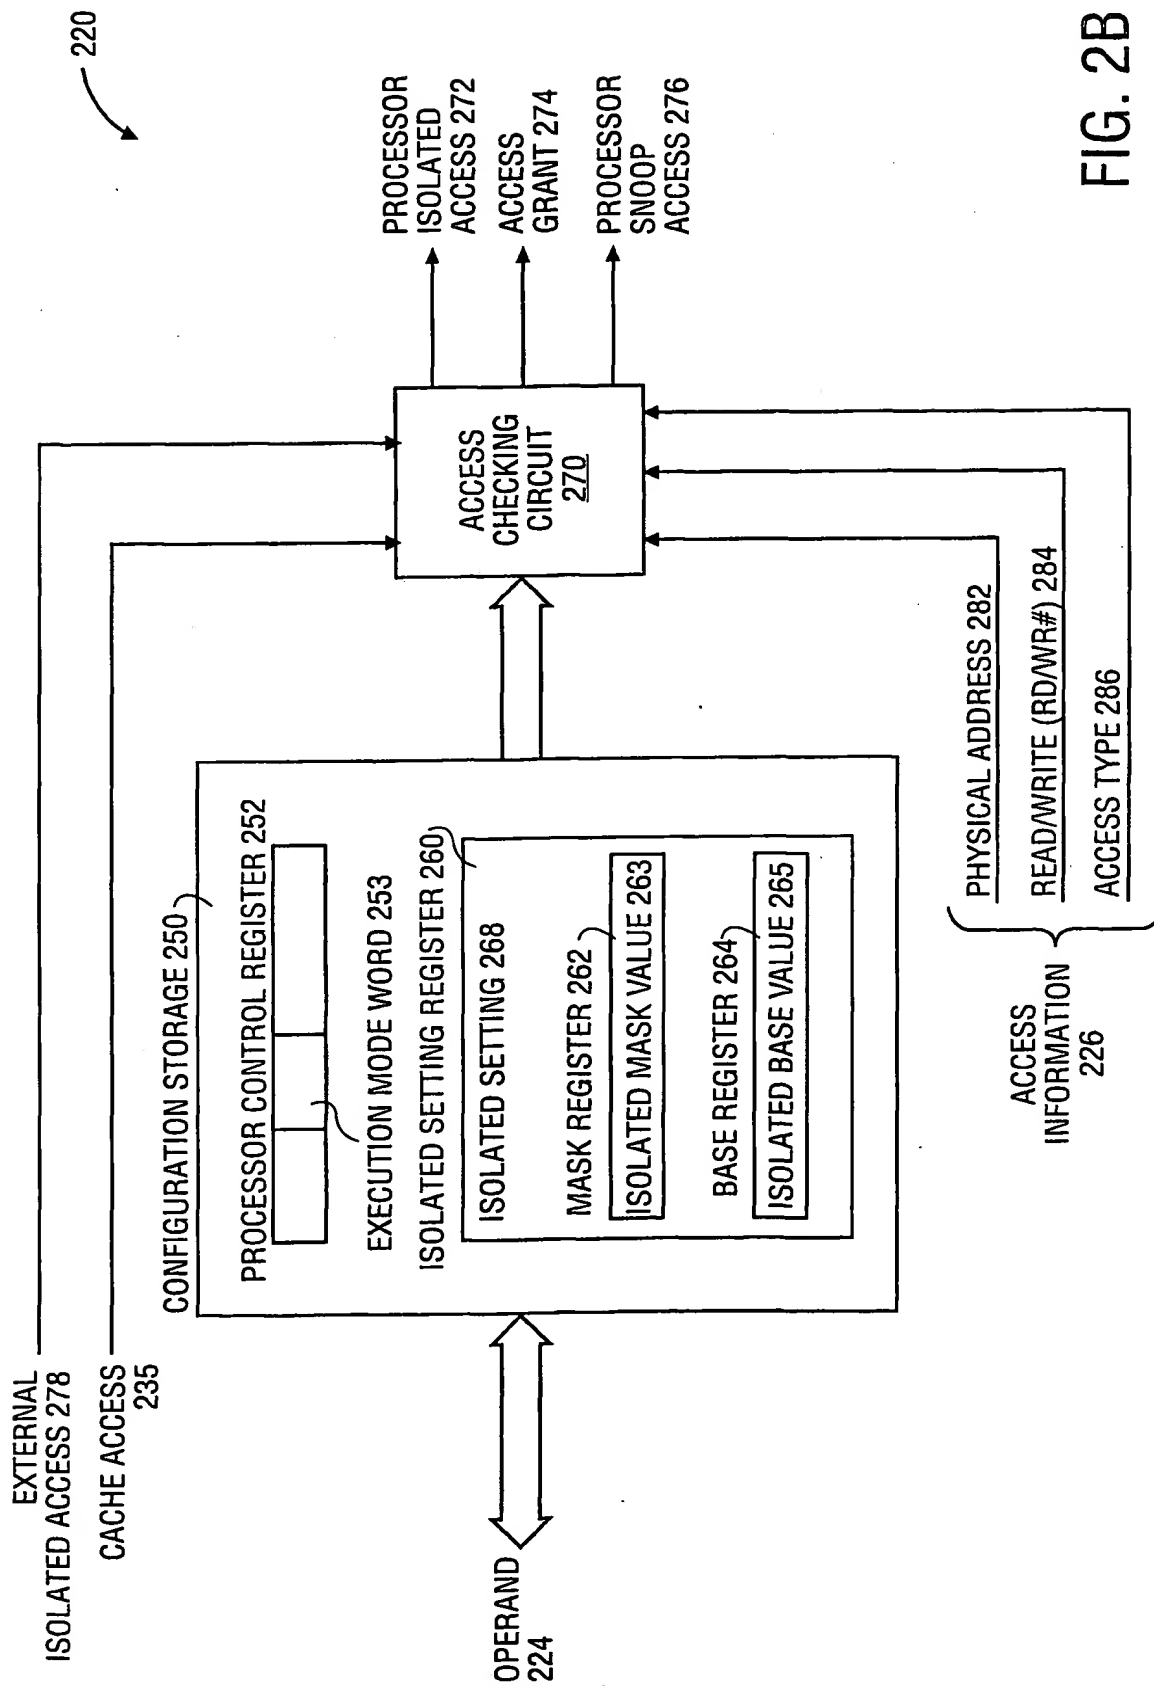 220
EXTERNAL
ISOLATED ACCESS 278
CACHE ACCESS
235
CONFIGURATION STORAGE 250
PROCESSOR CONTROL REGISTER 252
EXECUTION MODE WORD 253
ISOLATED SETTING REGISTER 260
ISOLATED SETTING 268
MASK REGISTER 262
ISOLATED MASK VALUE 263
BASE REGISTER 264
ISOLATED BASE VALUE 265
OPERAND
224
ACCESS
CHECKING
CIRCUIT
270
PROCESSOR
ISOLATED
ACCESS 272
ACCESS
GRANT 274
PROCESSOR
SNOOP
ACCESS 276
PHYSICAL ADDRESS 282
READ/WRITE (RD/WR#) 284
ACCESS TYPE 286
ACCESS
INFORMATION
226
FIG. 2B